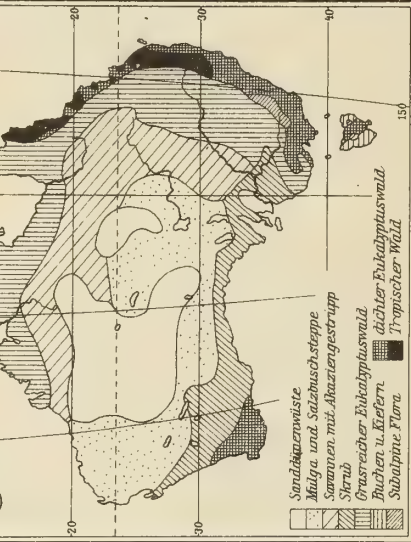 20
30
40
150
20
30
Sanddünenwüste
Mulga und Salzbuschsteppe
Savannen mit Akaziengestrüpp
Skrub
Grasreicher Eukalyptuswald
Buchen u. Kiefern
Subalpine Flora
dichter Eukalyptuswald
Tropischer Wald